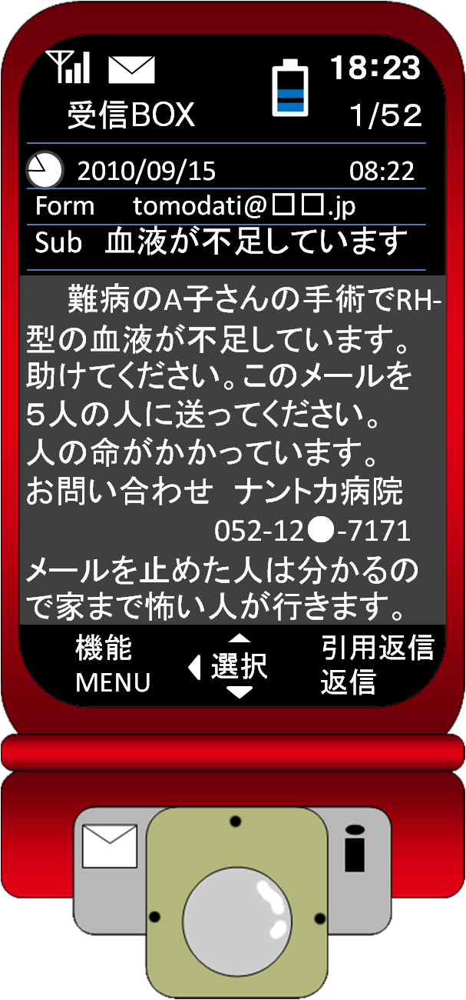 18:23
受信BOX 1/52
2010/09/15 08:22
Form tomodati@□□.jp
Sub 血液が不足しています
難病のA子さんの手術でRH-
型の血液が不足しています。
助けてください。このメールを
５人の人に送ってください。
人の命がかかっています。
お問い合わせ ナントカ病院
052-12●-7171
メールを止めた人は分かるの
で家まで怖い人が行きます。
機能 選択 引用返信
MENU 返信